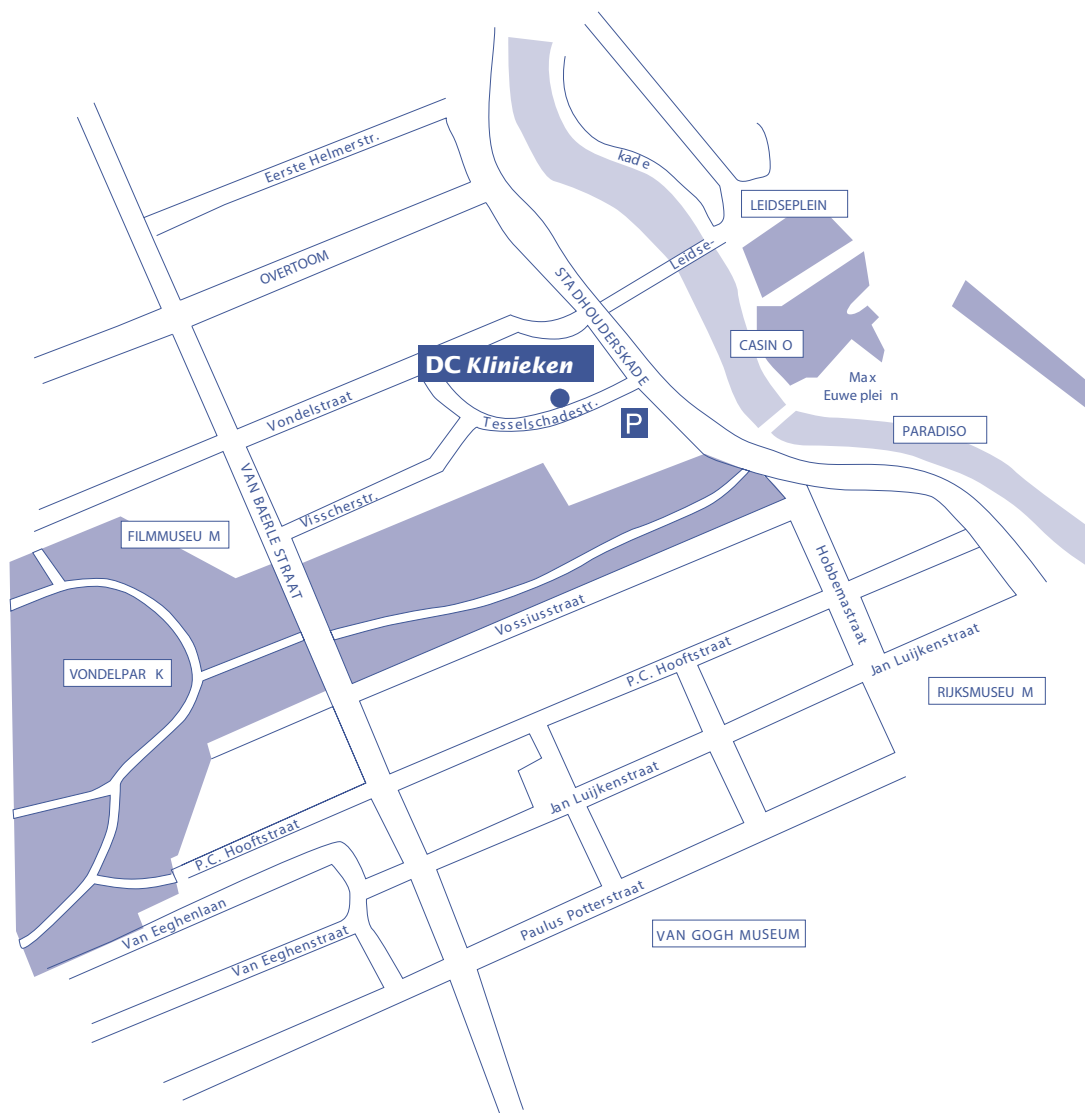 Eerste Helmerstr.
kade
LEIDSEPLEIN
OVERTOOM
Leidse-
STADHOUDERSKADE
CASINO
DC Klinieken
Max
Euweplein
Vondelstraat
Tesselschadestr.
P
PARADISO
VAN BAERLE STRAAT
Visscherstr.
FILMMUSEUM
Hobbemastraat
Vossiusstraat
VONDELPARK
P.C. Hooftstraat
Jan Luijkenstraat
RIJKSMUSEUM
Jan Luijkenstraat
P.C. Hooftstraat
Van Eeghenlaan
Paulus Potterstraat
Van Eeghenstraat
VAN GOGH MUSEUM